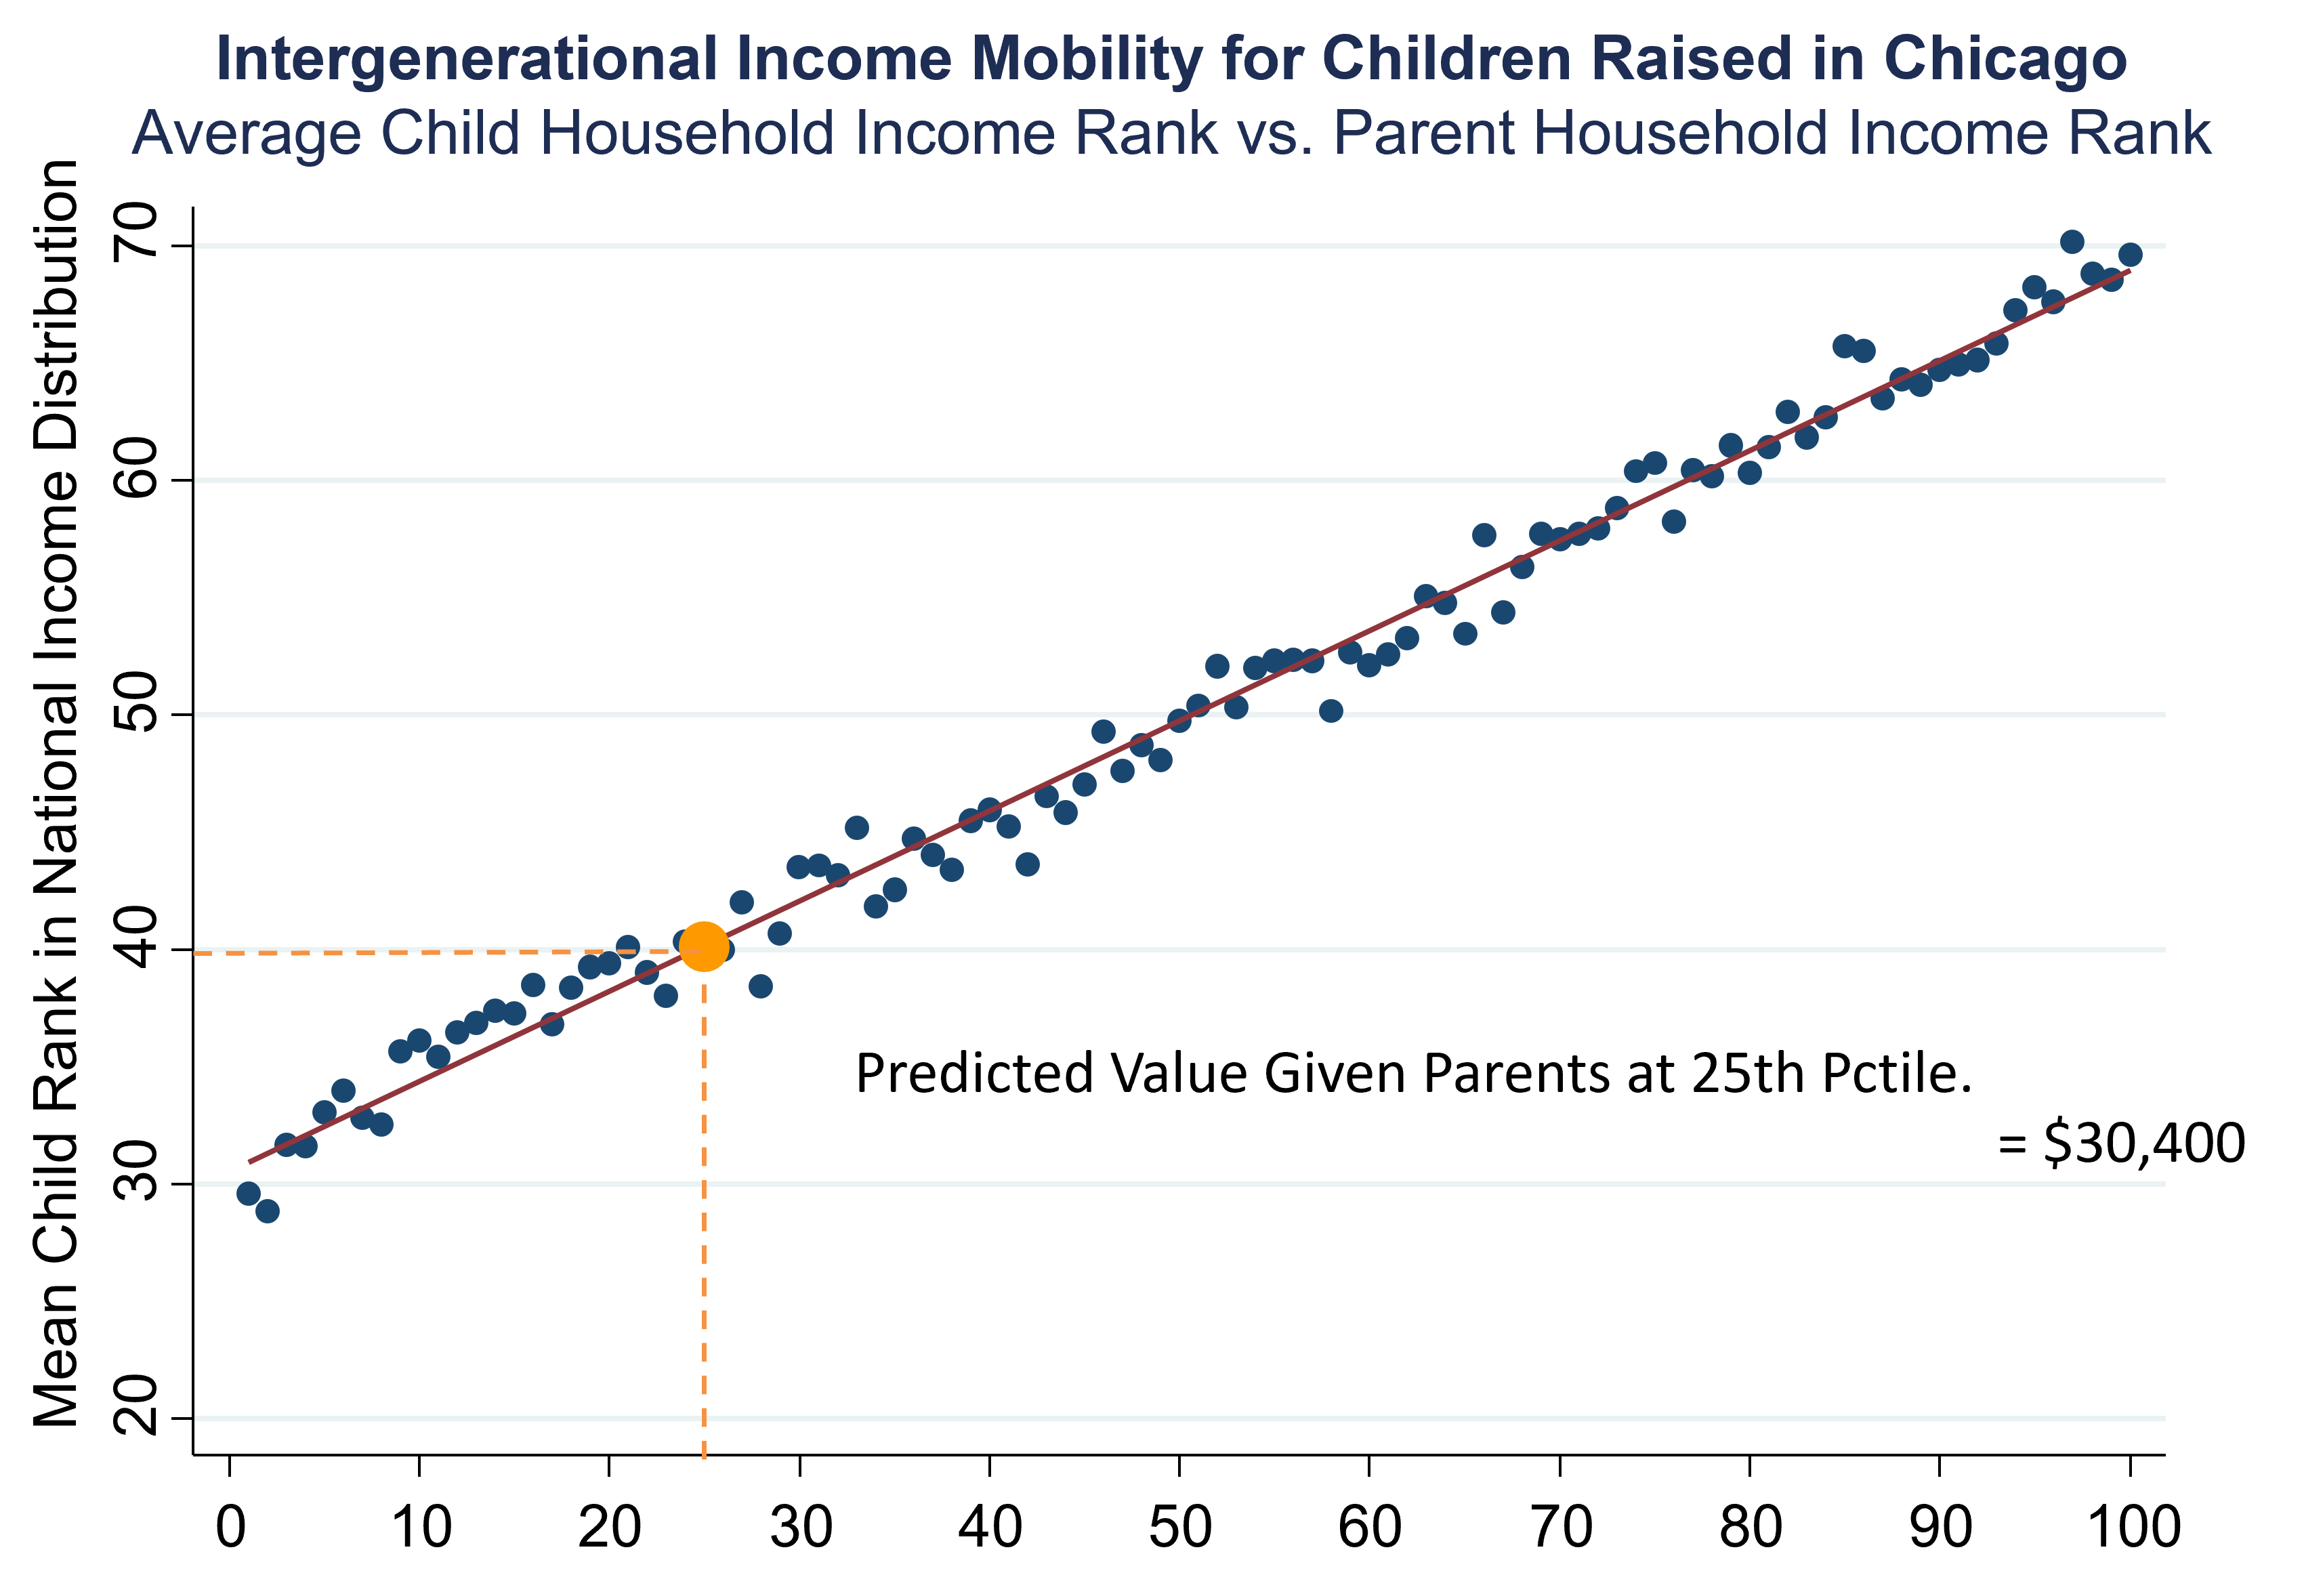 Intergenerational Income Mobility for Children Raised in Chicago
Average Child Household Income Rank vs. Parent Household Income Rank
Mean Child Rank in National Income Distribution
70
60
50
40
30
20
Predicted Value Given Parents at 25th Pctile.
= $30,400
0 10 20 30 40 50 60 70 80 90 100